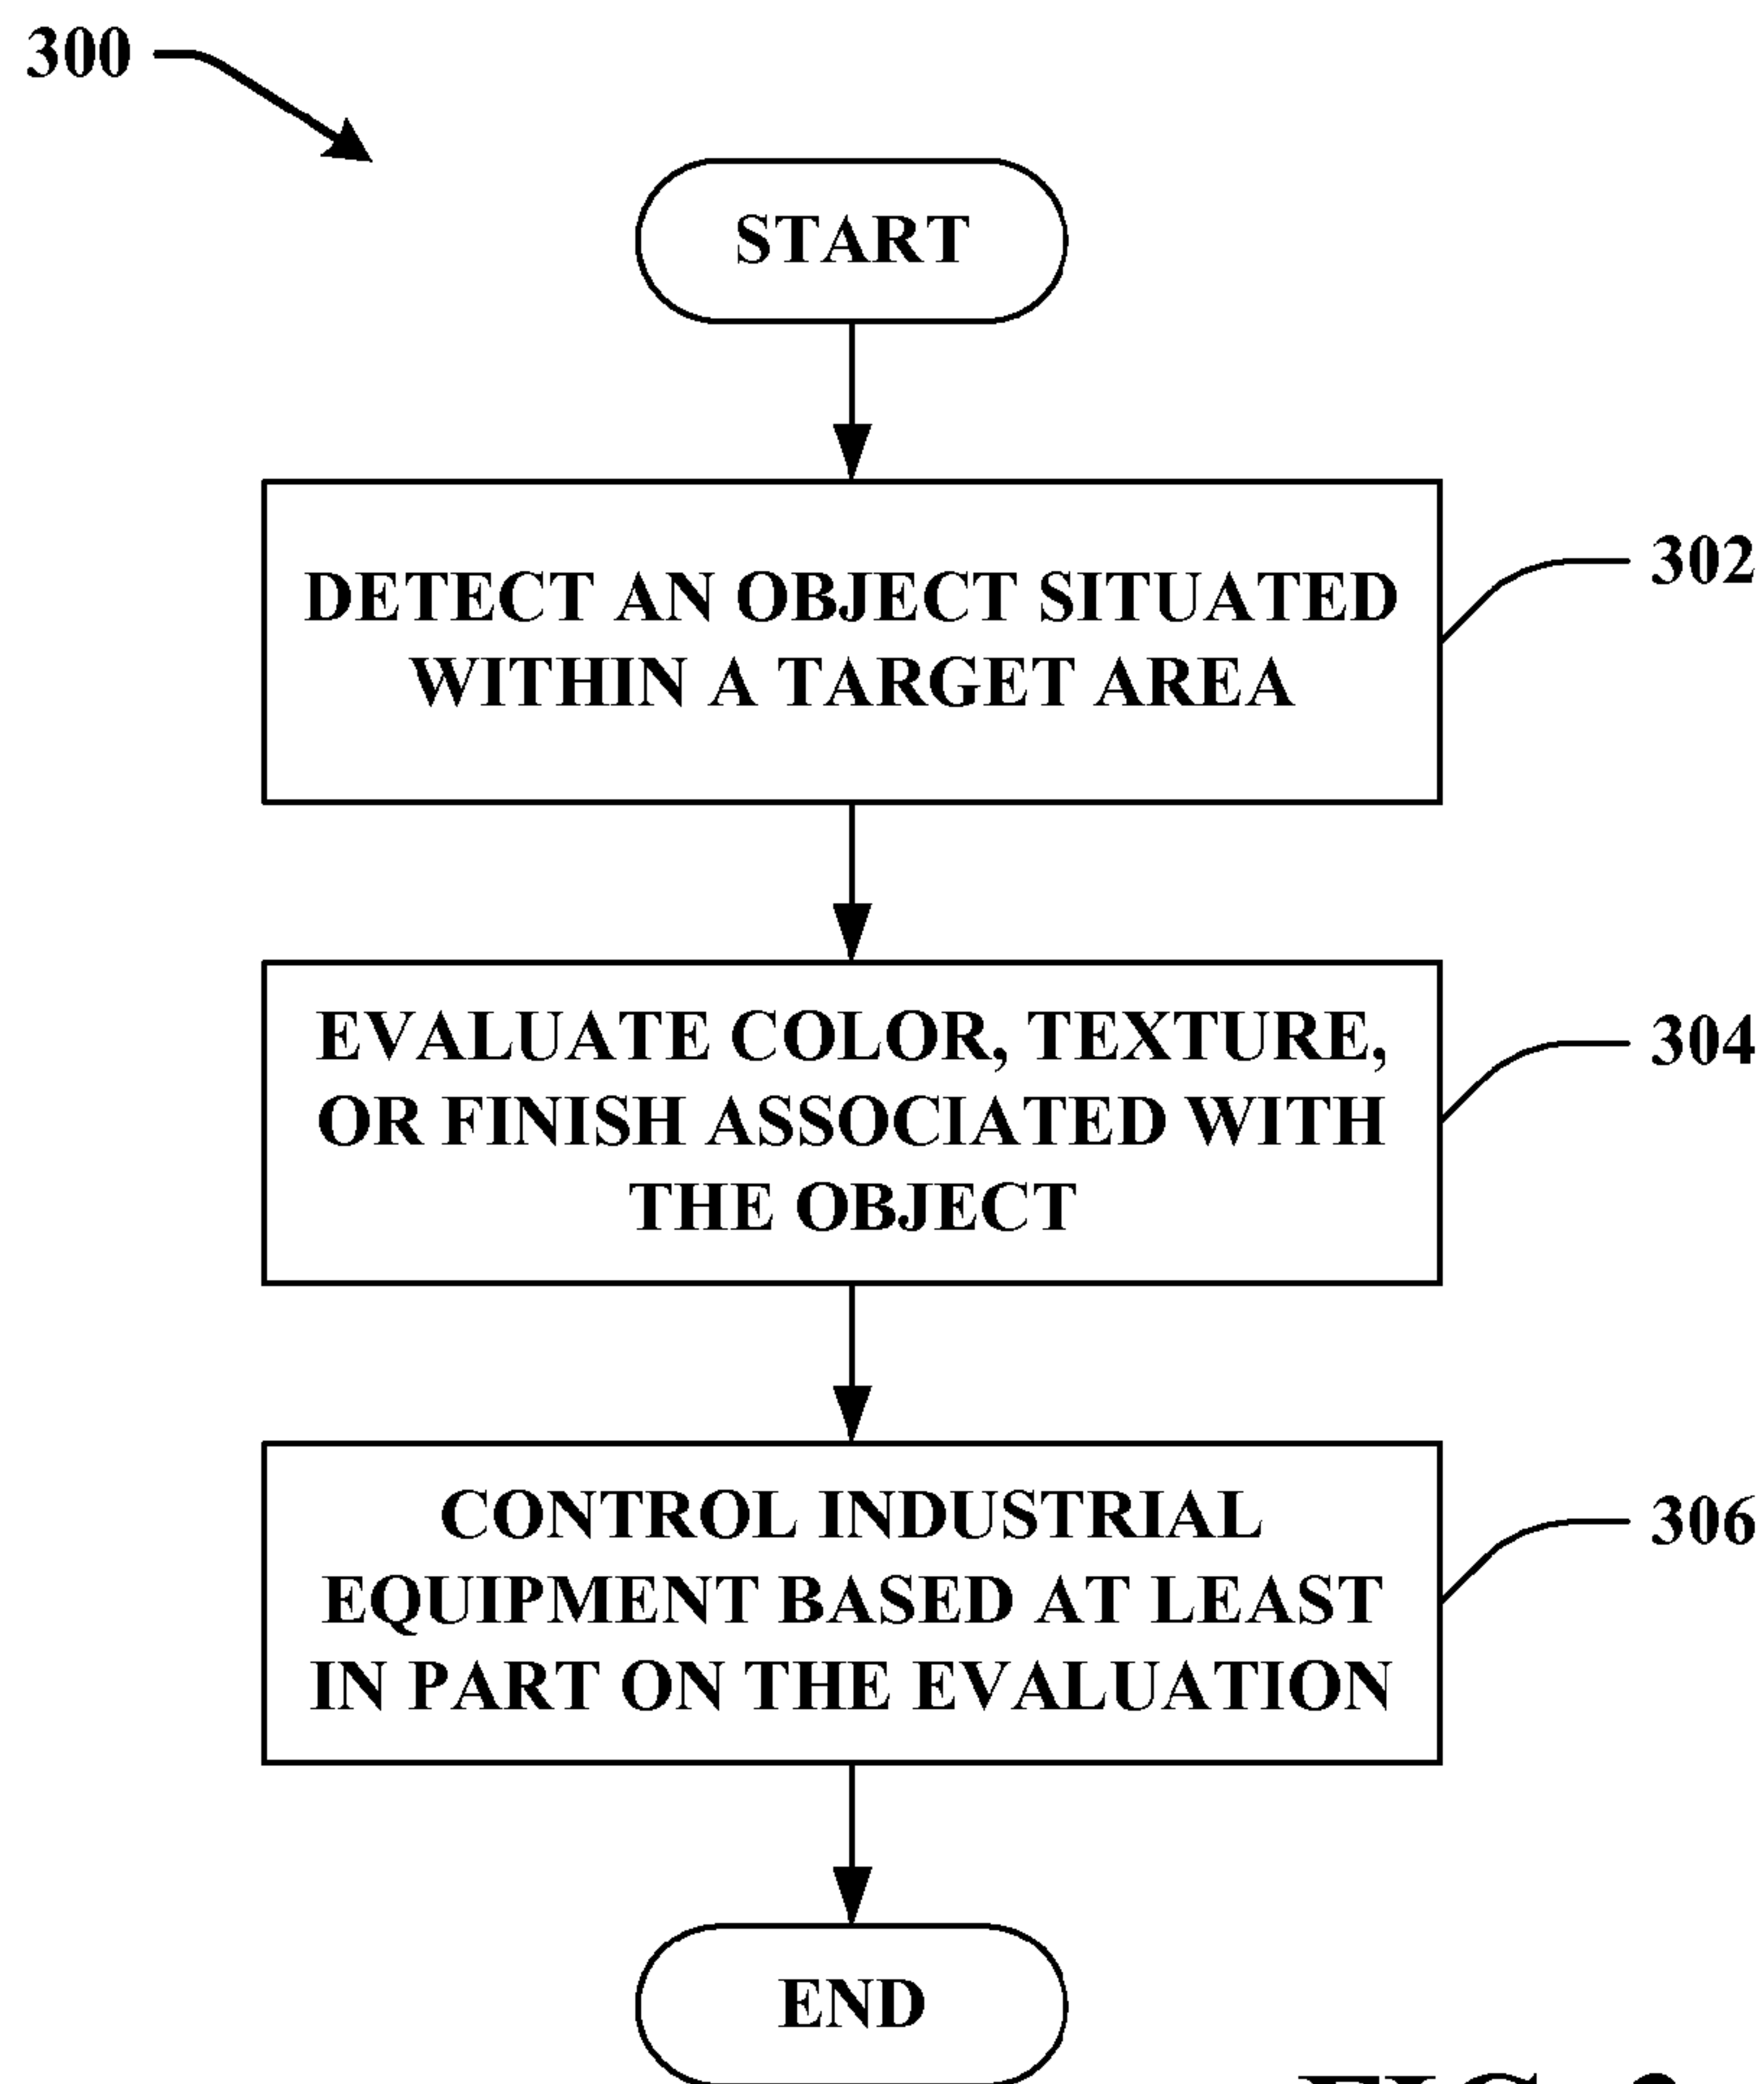 300
START
DETECT AN OBJECT SITUATED
WITHIN A TARGET AREA
302
EVALUATE COLOR, TEXTURE,
OR FINISH ASSOCIATED WITH
THE OBJECT
304
CONTROL INDUSTRIAL
EQUIPMENT BASED AT LEAST
IN PART ON THE EVALUATION
306
END